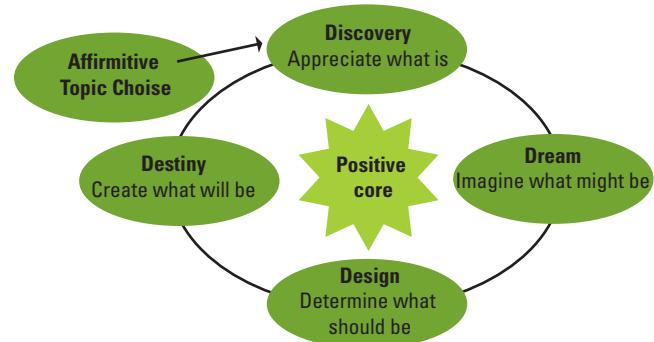 Affirmitive
Topic Choise
Discovery
Appreciate what is
Dream
Imagine what might be
Design
Determine what
should be
Destiny
Create what will be
Positive
core